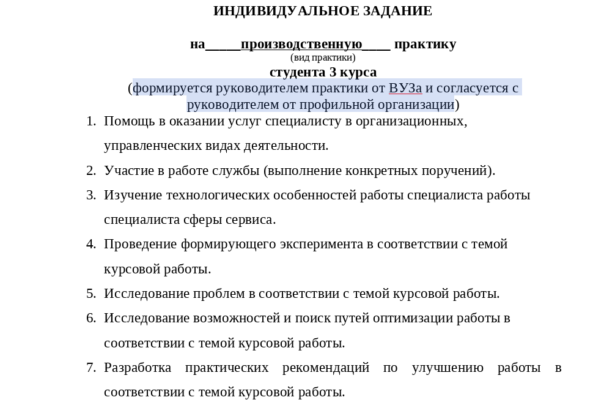 ИНДИВИДУАЛЬНОЕ ЗАДАНИЕ
на_____производственную____ практику
(вид практики)
студента 3 курса
(формируется руководителем практики от ВУЗа и согласуется с
руководителем от профильной организации)
1. Помощь в оказании услуг специалисту в организационных,
управленческих видах деятельности.
2. Участие в работе службы (выполнение конкретных поручений).
3. Изучение технологических особенностей работы специалиста работы
специалиста сферы сервиса.
4. Проведение формирующего эксперимента в соответствии с темой
курсовой работы.
5. Исследование проблем в соответствии с темой курсовой работы.
6. Исследование возможностей и поиск путей оптимизации работы в
соответствии с темой курсовой работы.
7. Разработка практических рекомендаций по улучшению работы в
соответствии с темой курсовой работы.